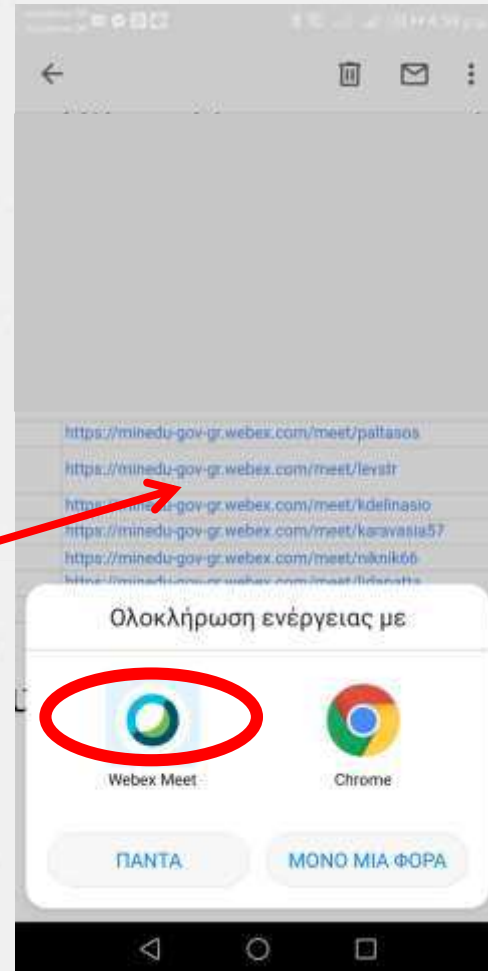 https://minedu-gov-gr.webex.com/meet/paltasos
https://minedu-gov-gr.webex.com/meet/levstr
https://minedu-gov-gr.webex.com/meet/kdelinasio
https://minedu-gov-gr.webex.com/meet/karavasia57
https://minedu-gov-gr.webex.com/meet/niknik66
Ολοκλήρωση ενέργειας με
Webex Meet
Chrome
ΠΑΝΤΑ
ΜΟΝΟ ΜΙΑ ΦΟΡΑ